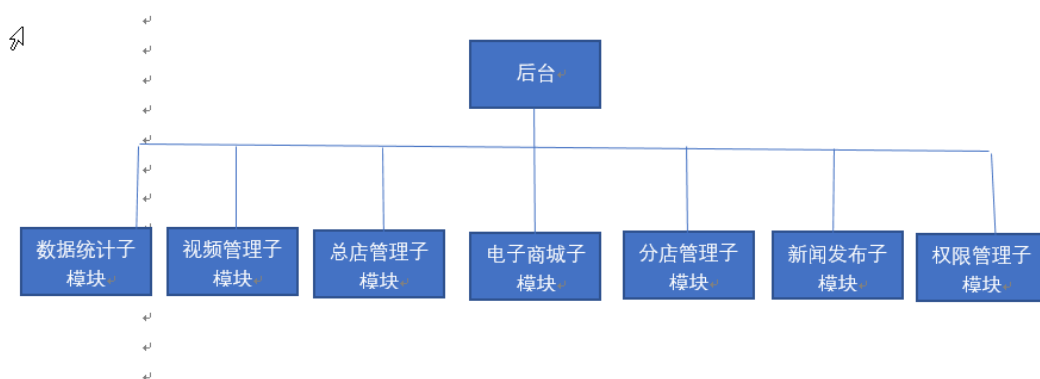 后台
数据统计子
模块
视频管理子
模块
总店管理子
模块
电子商城子
模块
分店管理子
模块
新闻发布子
模块
权限管理子
模块